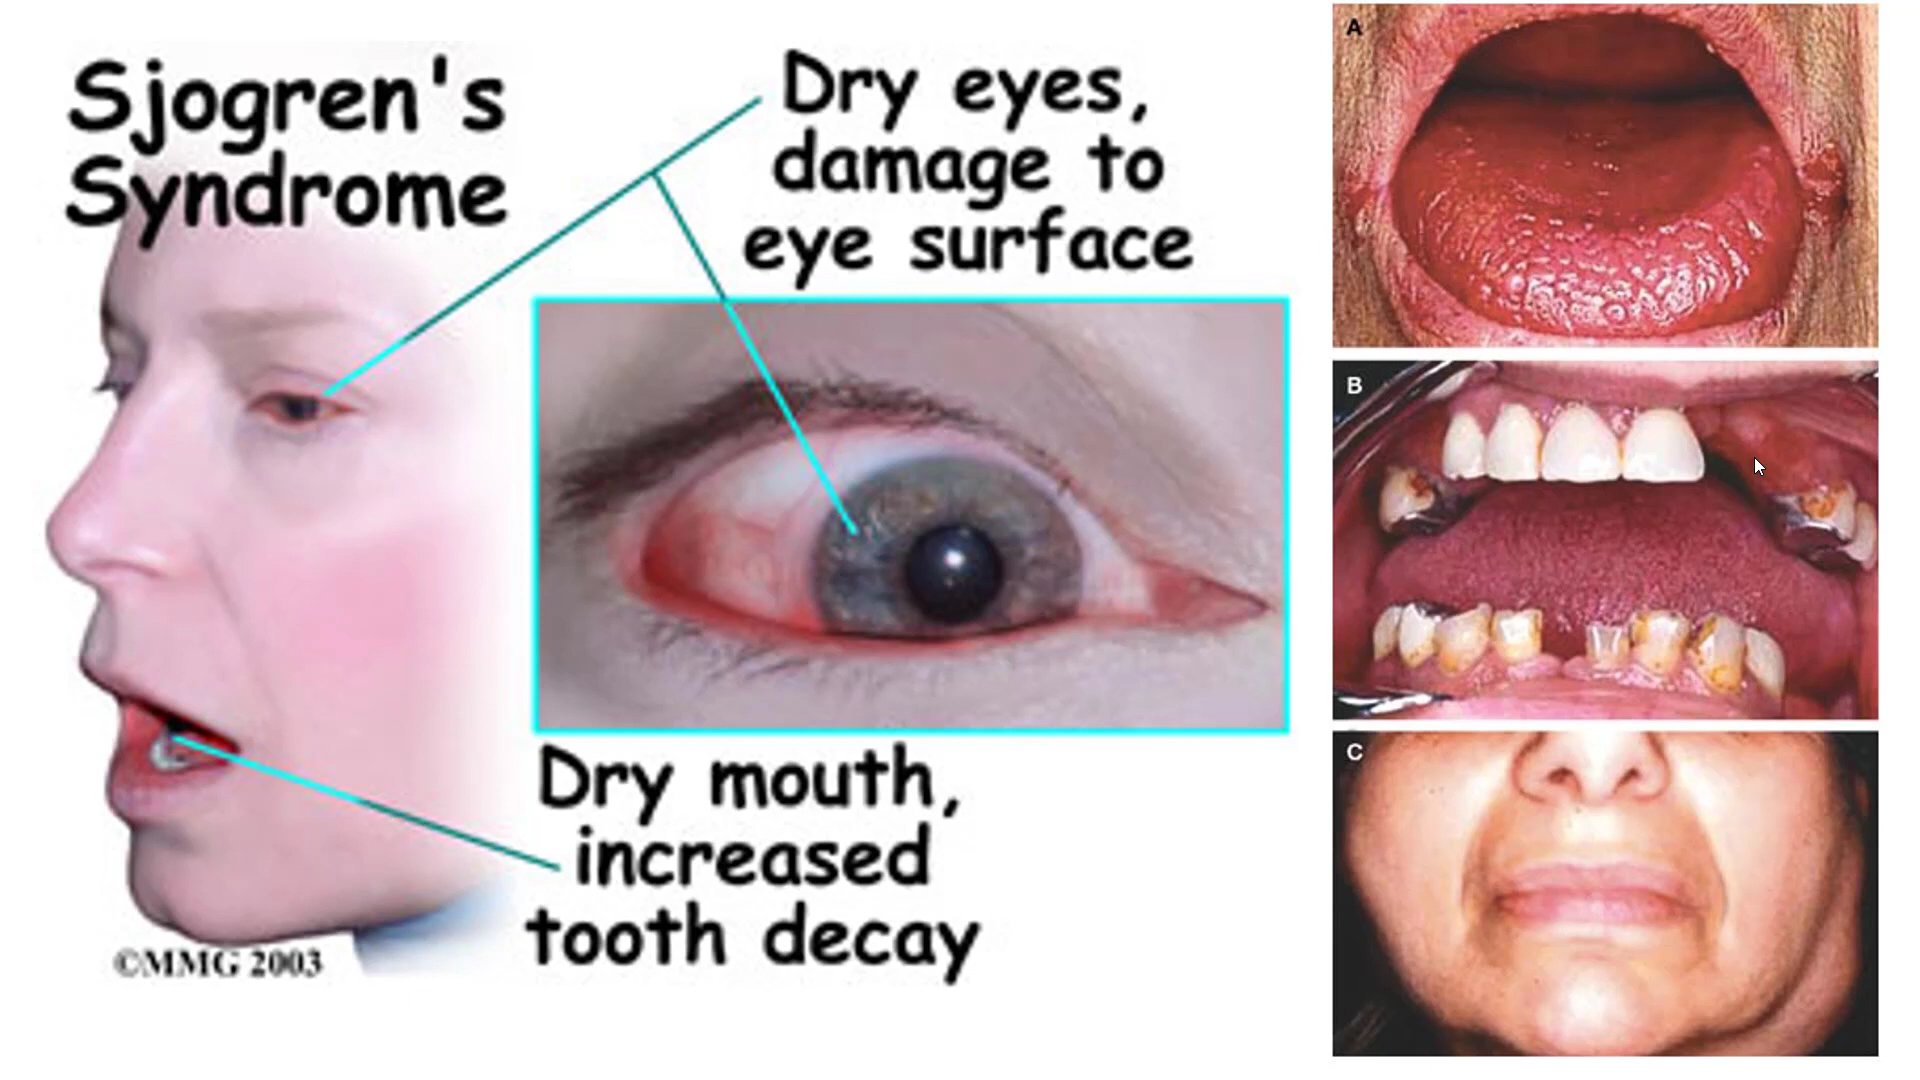 Sjogren's
Syndrome
Dry eyes,
damage to
eye surface
Dry mouth,
increased
tooth decay
©MMG 2003
A
B
C